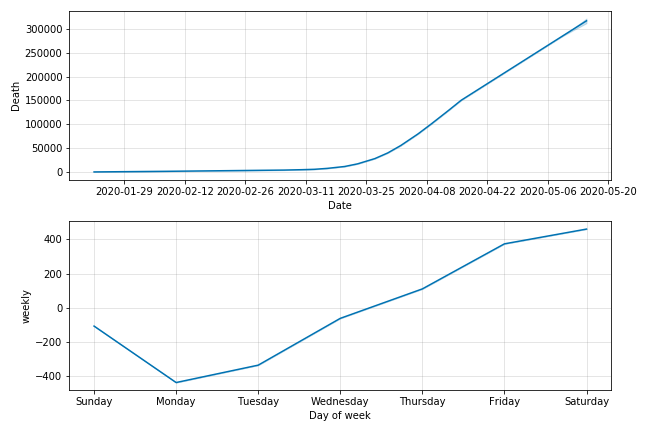 300000
250000
200000
150000
100000
50000
0
Death
2020-01-29 2020-02-12 2020-02-26 2020-03-11 2020-03-25 2020-04-08 2020-04-22 2020-05-06 2020-05-20
Date
400
200
0
−200
−400
weekly
Sunday Monday Tuesday Wednesday Thursday Friday Saturday
Day of week